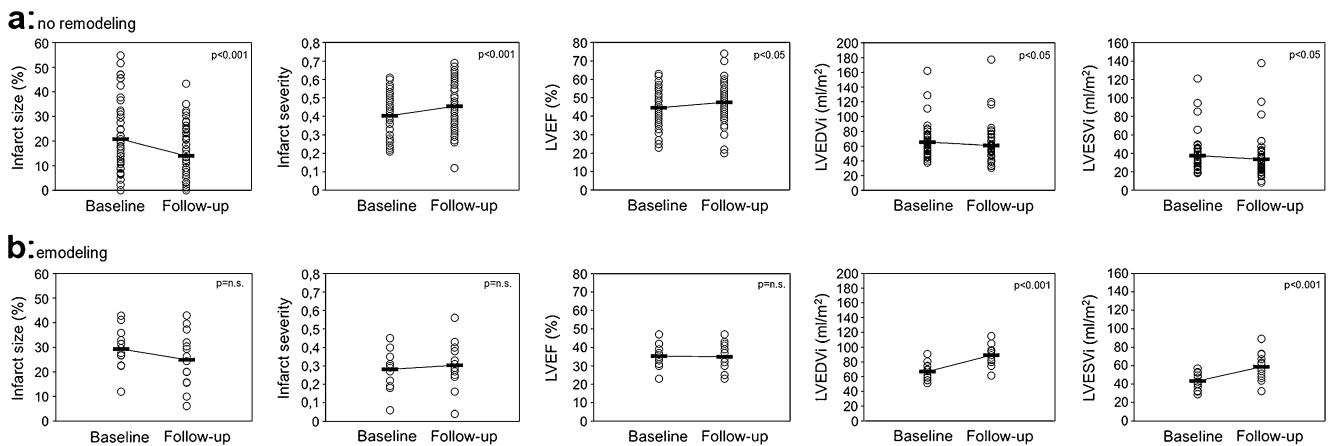 a: no remodeling
Infarct size (%)
60
50
40
30
20
10
0
p<0.001
Baseline Follow-up
Infarct severity
0,8
0,7
0,6
0,5
0,4
0,3
0,2
0,1
0
p<0.001
Baseline Follow-up
LVEF (%)
80
70
60
50
40
30
20
10
0
p<0.05
Baseline Follow-up
LVEDVi (ml/m²)
200
180
160
140
120
100
80
60
40
20
0
p<0.05
Baseline Follow-up
LVESVi (ml/m²)
160
140
120
100
80
60
40
20
0
p<0.05
Baseline Follow-up
b: emodeling
Infarct size (%)
60
50
40
30
20
10
0
p=n.s.
Baseline Follow-up
Infarct severity
0,8
0,7
0,6
0,5
0,4
0,3
0,2
0,1
0
p=n.s.
Baseline Follow-up
LVEF (%)
80
70
60
50
40
30
20
10
0
p=n.s.
Baseline Follow-up
LVEDVi (ml/m²)
200
180
160
140
120
100
80
60
40
20
0
p<0.001
Baseline Follow-up
LVESVi (ml/m²)
160
140
120
100
80
60
40
20
0
p<0.001
Baseline Follow-up